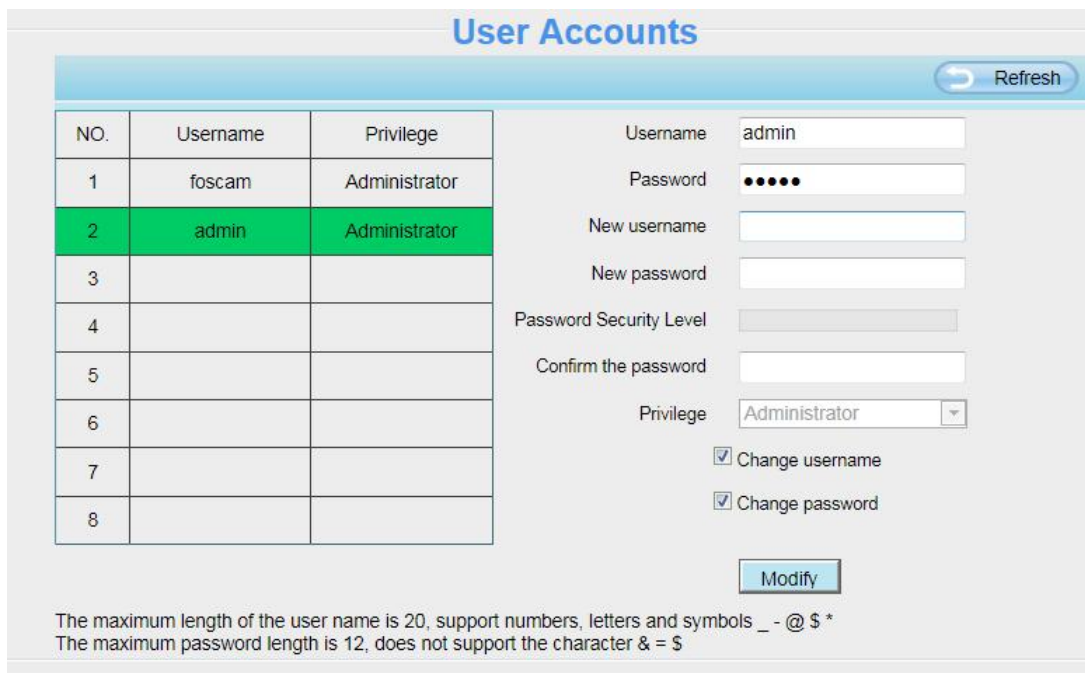 User Accounts
Refresh
NO. Username Privilege
1 foscam Administrator
2 admin Administrator
3
4
5
6
7
8
Username admin
Password •••••
New username
New password
Password Security Level
Confirm the password
Privilege Administrator
Change username
Change password
Modify
The maximum length of the user name is 20, support numbers, letters and symbols _ - @ $ *
The maximum password length is 12, does not support the character & = $